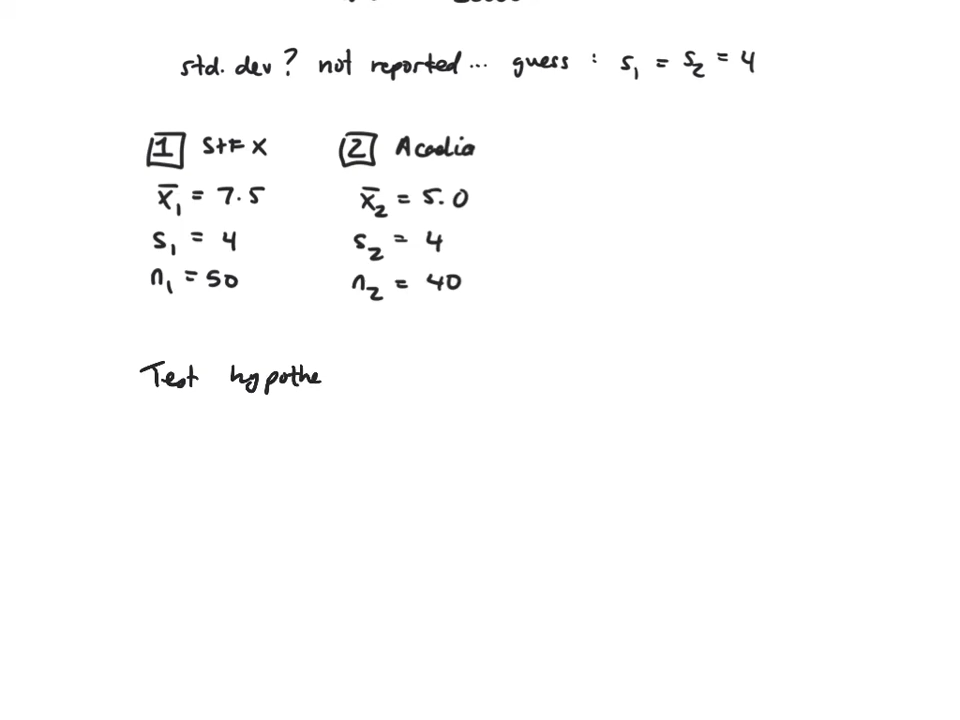 std. dev? not reported... guess : s₁ = s₂ = 4
1 StFX 2 Acadia
x̄₁ = 7.5 x̄₂ = 5.0
s₁ = 4 s₂ = 4
n₁ = 50 n₂ = 40
Test hypothe